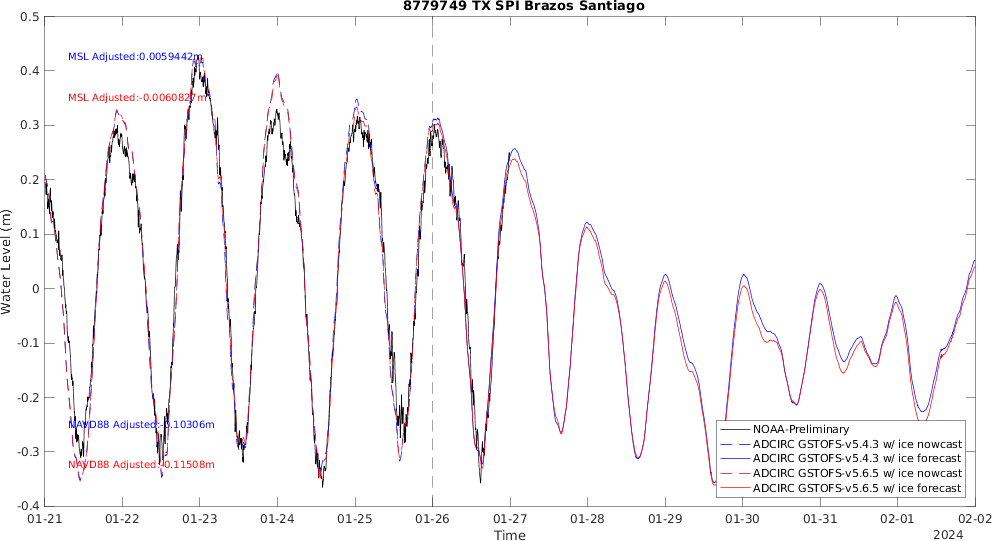 8779749 TX SPI Brazos Santiago
Water Level (m)
0.5
0.4
0.3
0.2
0.1
0
-0.1
-0.2
-0.3
-0.4
MSL Adjusted:0.0059442m
MSL Adjusted:-0.0060827m
NAVD88 Adjusted:-0.10306m
NAVD88 Adjusted:-0.11508m
NOAA-Preliminary
ADCIRC GSTOFS-v5.4.3 w/ ice nowcast
ADCIRC GSTOFS-v5.4.3 w/ ice forecast
ADCIRC GSTOFS-v5.6.5 w/ ice nowcast
ADCIRC GSTOFS-v5.6.5 w/ ice forecast
01-21 01-22 01-23 01-24 01-25 01-26 01-27 01-28 01-29 01-30 01-31 02-01 02-02
Time
2024